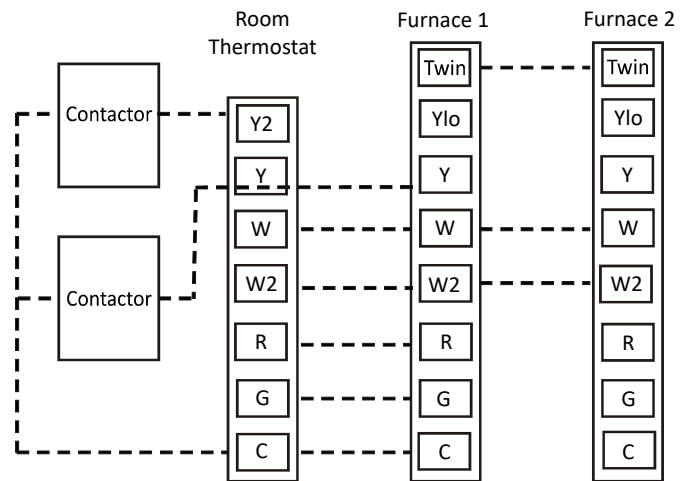 Room
Thermostat
Furnace 1
Furnace 2
Contactor
Contactor
Y2
Y
W
W2
R
G
C
Twin
Ylo
Y
W
W2
R
G
C
Twin
Ylo
Y
W
W2
R
G
C